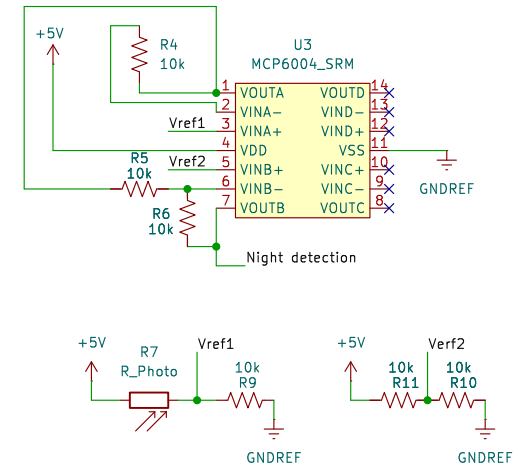 +5V
R4
10k
U3
MCP6004_SRM
1
VOUTA
VOUTD
14
2
VINA-
VIND-
13
Vref1
3
VINA+
VIND+
12
4
VDD
VSS
11
Vref2
5
VINB+
VINC+
10
R5
10k
6
VINB-
VINC-
9
GNDREF
R6
10k
7
VOUTB
VOUTC
8
Night detection
+5V
R7
R_Photo
Vref1
10k
R9
GNDREF
+5V
Verf2
10k
R11
10k
R10
GNDREF